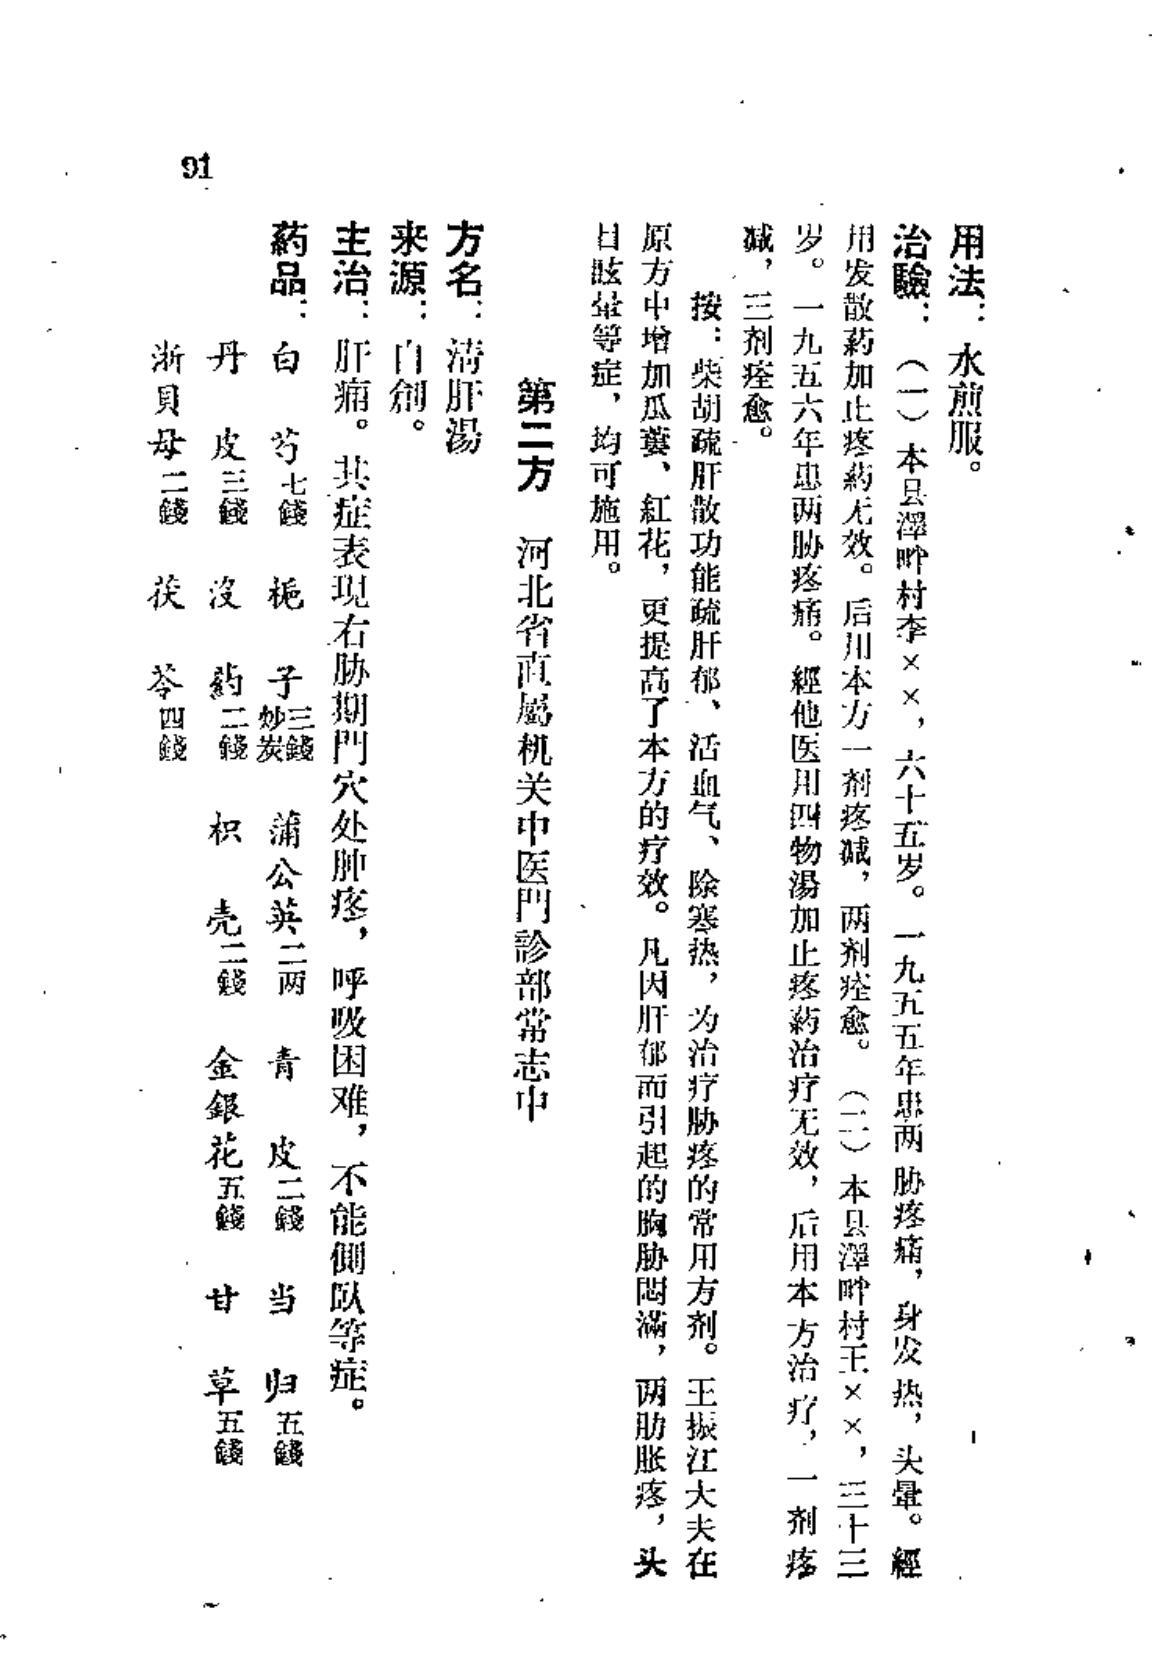 用法：水煎服。
治驗：（一）本县澤畔村李××，六十五岁。一九五五年患两胁疼痛，身发热，头暈。經
用发散葯加止疼葯无效。后用本方一剂疼减，两剂痊愈。（二）本县澤畔村王××，三十三
岁。一九五六年患两胁疼痛。經他医用四物湯加止疼葯治疗无效，后用本方治疗，一剂疼
减，三剂痊愈。
按：柴胡疏肝散功能疏肝郁、活血气、除寒热，为治疗胁疼的常用方剂。王振江大夫在
原方中增加瓜蔞、紅花，更提高了本方的疗效。凡因肝郁而引起的胸胁悶滿，两肋脹疼，头
目眩暈等症，均可施用。
第二方　河北省直屬机关中医門診部常志中
方名：清肝湯
来源：自創。
主治：肝痛。其症表現右胁期門穴处肿疼，呼吸困难，不能側臥等症。
葯品：白芍七錢　梔子三錢炒炭　蒲公英二两　青皮二錢　当归五錢
丹皮三錢　沒葯二錢　枳壳二錢　金銀花五錢　甘草五錢
浙貝母二錢　茯苓四錢
91